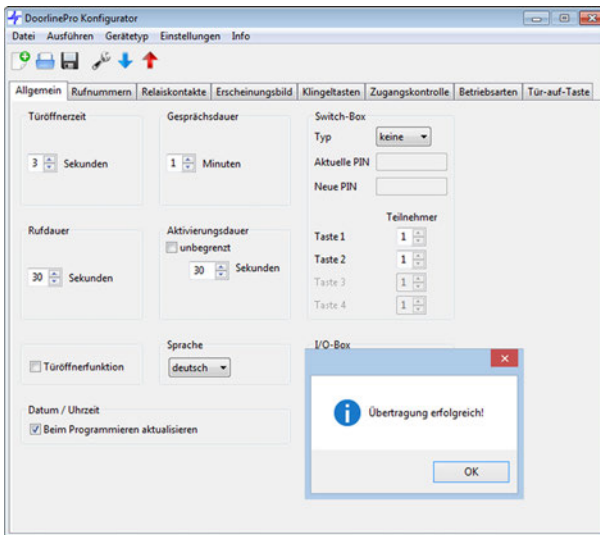 DoorlinePro Konfigurator
Datei Ausführen Gerätetyp Einstellungen Info
Allgemein Rufnummern Relaiskontakte Erscheinungsbild Klingeltasten Zugangskontrolle Betriebsarten Tür-auf-Taste
Türöffnerzeit Gesprächsdauer Switch-Box
Typ keine
3 Sekunden 1 Minuten Aktuelle PIN
Neue PIN
Teilnehmer
Rufdauer Aktivierungsdauer Taste 1 1
unbegrenzt
30 Sekunden Taste 2 1
30 Sekunden Taste 3 1
Taste 4 1
Sprache I/O-Box
Türöffnerfunktion deutsch
Datum / Uhrzeit
Beim Programmieren aktualisieren
Übertragung erfolgreich!
OK